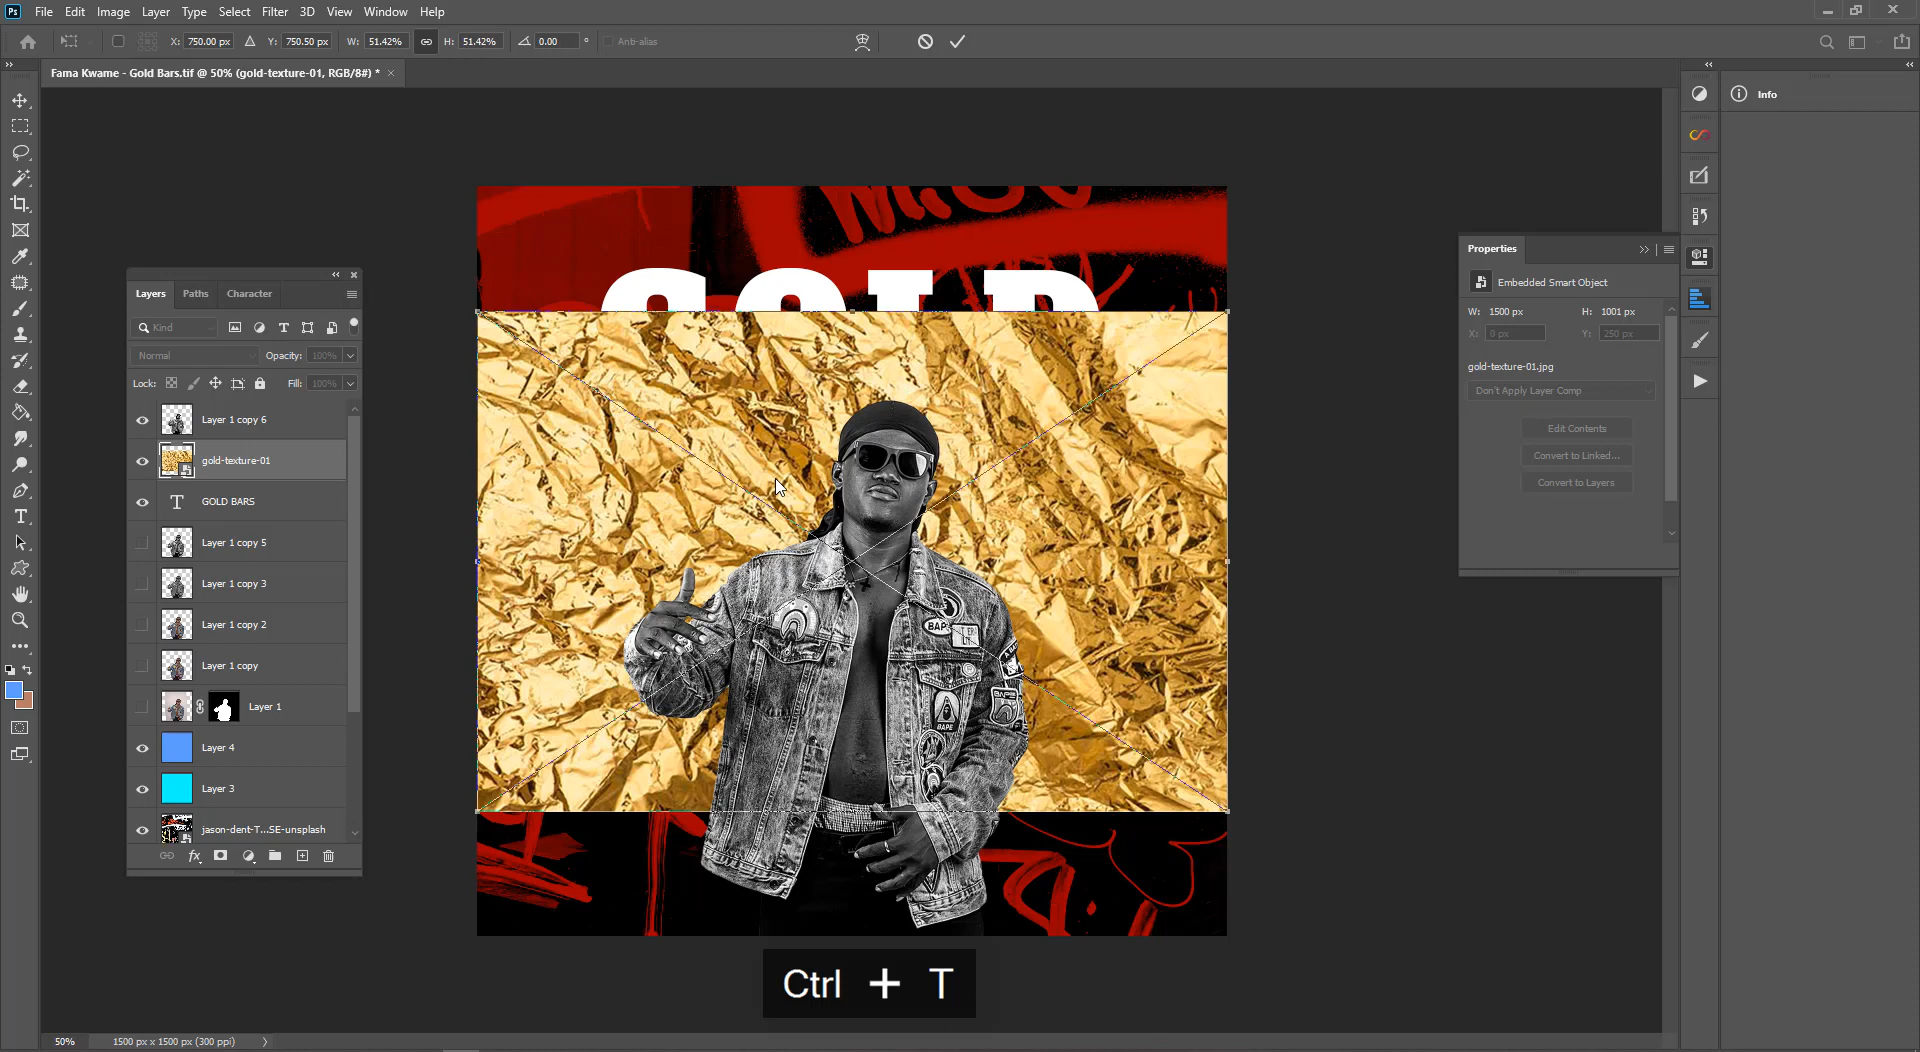 Ps File Edit Image Layer Type Select Filter 3D View Window Help
X: 750.00 px Y: 750.50 px W: 51.42% H: 51.42% 0.00 ° Anti-alias
Fama Kwame - Gold Bars.tif @ 50% (gold-texture-01, RGB/8#) * ×
Info
GOLD
Properties
Embedded Smart Object
W: 1500 px H: 1001 px
X: 0 px Y: 250 px
gold-texture-01.jpg
Don't Apply Layer Comp
Edit Contents
Convert to Linked...
Convert to Layers
Layers Paths Character
Kind
Normal Opacity: 100%
Lock: Fill: 100%
Layer 1 copy 6
gold-texture-01
GOLD BARS
Layer 1 copy 5
Layer 1 copy 3
Layer 1 copy 2
Layer 1 copy
Layer 1
Layer 4
Layer 3
jason-dent-T...SE-unsplash
fx
BAPE
BAPE
Ctrl + T
50% 1500 px x 1500 px (300 ppi)